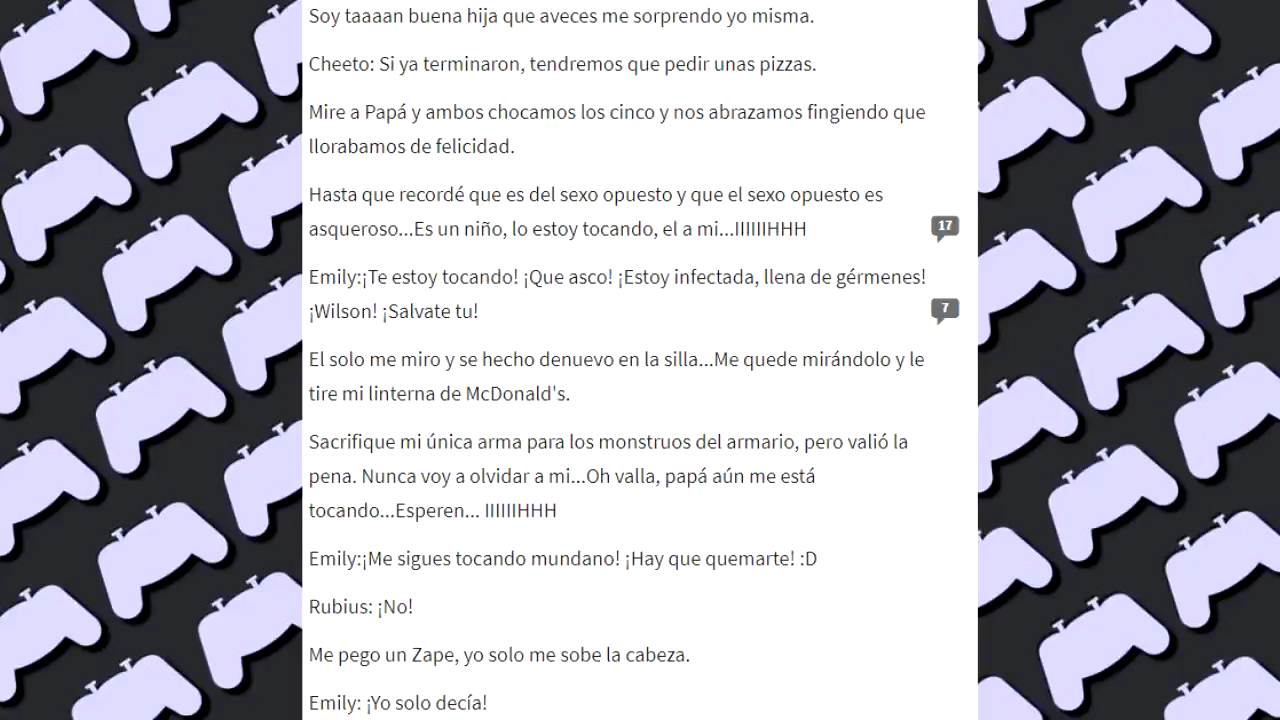 Soy taaaan buena hija que aveces me sorprendo yo misma.
Cheeto: Si ya terminaron, tendremos que pedir unas pizzas.
Mire a Papá y ambos chocamos los cinco y nos abrazamos fingiendo que
llorabamos de felicidad.
Hasta que recordé que es del sexo opuesto y que el sexo opuesto es
asqueroso...Es un niño, lo estoy tocando, el a mi...IIIIIIHHH
17
Emily:¡Te estoy tocando! ¡Que asco! ¡Estoy infectada, llena de gérmenes!
¡Wilson! ¡Salvate tu!
7
El solo me miro y se hecho denuevo en la silla...Me quede mirándolo y le
tire mi linterna de McDonald's.
Sacrifique mi única arma para los monstruos del armario, pero valió la
pena. Nunca voy a olvidar a mi...Oh valla, papá aún me está
tocando...Esperen... IIIIIIHHH
Emily:¡Me sigues tocando mundano! ¡Hay que quemarte! :D
Rubius: ¡No!
Me pego un Zape, yo solo me sobe la cabeza.
Emily: ¡Yo solo decía!